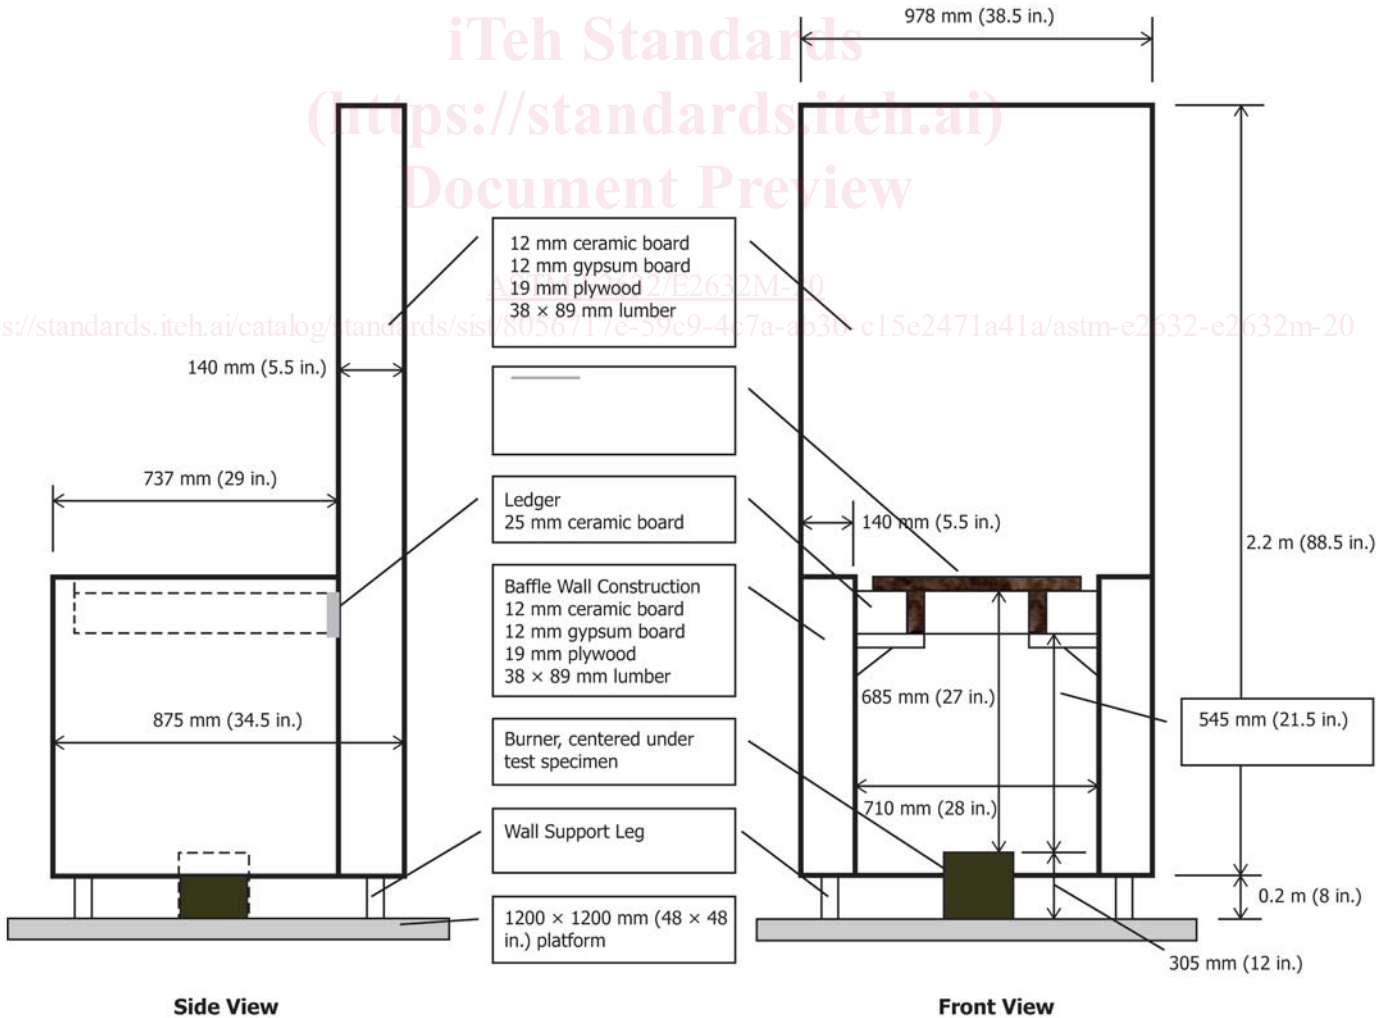 iTeh Standards
(https://standards.iteh.ai)
Document Preview
ASTM E2632/E2632M-20
s://standards.iteh.ai/catalog/standards/sist/8056717e-59c9-4c7a-ab30-c15e2471a41a/astm-e2632-e2632m-20
978 mm (38.5 in.)
12 mm ceramic board
12 mm gypsum board
19 mm plywood
38 × 89 mm lumber
140 mm (5.5 in.)
737 mm (29 in.)
Ledger
25 mm ceramic board
140 mm (5.5 in.)
2.2 m (88.5 in.)
Baffle Wall Construction
12 mm ceramic board
12 mm gypsum board
19 mm plywood
38 × 89 mm lumber
685 mm (27 in.)
545 mm (21.5 in.)
875 mm (34.5 in.)
Burner, centered under
test specimen
710 mm (28 in.)
Wall Support Leg
0.2 m (8 in.)
1200 × 1200 mm (48 × 48
in.) platform
305 mm (12 in.)
Side View
Front View